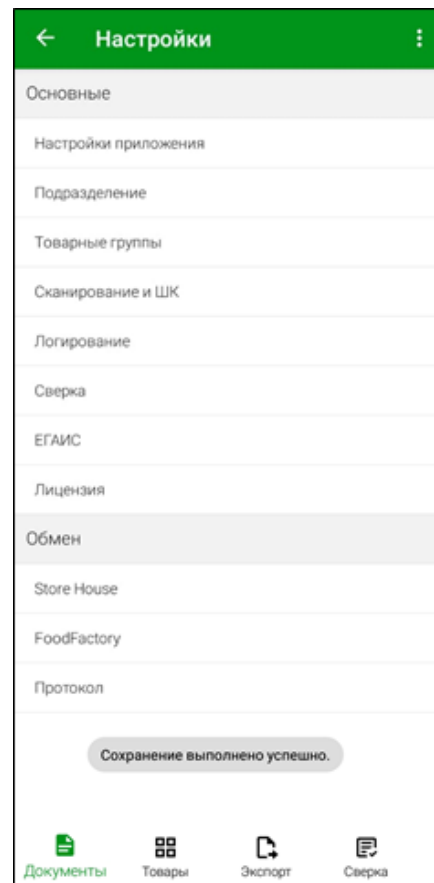 Настройки
Основные
Настройки приложения
Подразделение
Товарные группы
Сканирование и ШК
Логирование
Сверка
ЕГАИС
Лицензия
Обмен
Store House
FoodFactory
Протокол
Сохранение выполнено успешно.
Документы Товары Экспорт Сверка